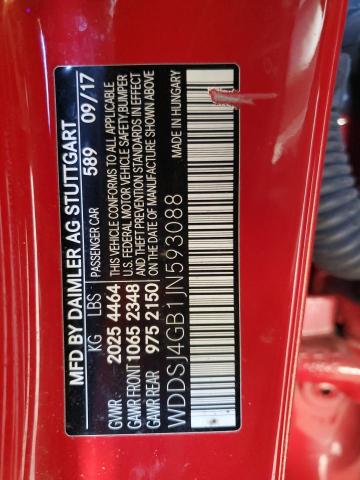 MFD BY DAIMLER AG STUTTGART
KG LBS PASSENGER CAR 589 09/17
GVWR 2025 4464 THIS VEHICLE CONFORMS TO ALL APPLICABLE
GAWR FRONT 1065 2348 U.S. FEDERAL MOTOR VEHICLE SAFETY, BUMPER
GAWR REAR 975 2150 AND THEFT PREVENTION STANDARDS IN EFFECT
ON THE DATE OF MANUFACTURE SHOWN ABOVE
WDDSJ4GB1JN593088 MADE IN HUNGARY